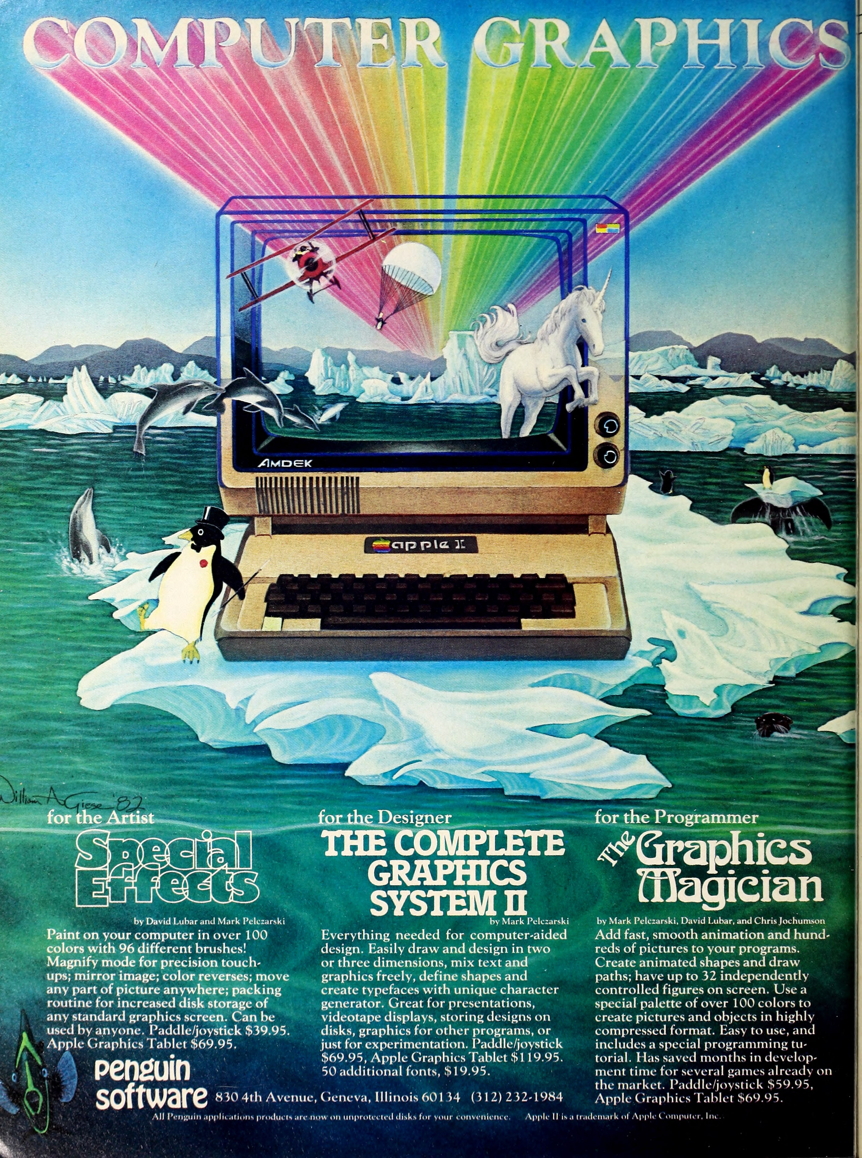 COMPUTER GRAPHICS
AMDEK
apple II
William A. Giese '82
for the Artist
Special
Effects
by David Lubar and Mark Pelczarski
Paint on your computer in over 100
colors with 96 different brushes!
Magnify mode for precision touch-
ups; mirror image; color reverses; move
any part of picture anywhere; packing
routine for increased disk storage of
any standard graphics screen. Can be
used by anyone. Paddle/joystick $39.95.
Apple Graphics Tablet $69.95.
for the Designer
THE COMPLETE
GRAPHICS
SYSTEM II
by Mark Pelczarski
Everything needed for computer-aided
design. Easily draw and design in two
or three dimensions, mix text and
graphics freely, define shapes and
create typefaces with unique character
generator. Great for presentations,
videotape displays, storing designs on
disks, graphics for other programs, or
just for experimentation. Paddle/joystick
$69.95, Apple Graphics Tablet $119.95.
50 additional fonts, $19.95.
for the Programmer
The Graphics
Magician
by Mark Pelczarski, David Lubar, and Chris Jochumson
Add fast, smooth animation and hund-
reds of pictures to your programs.
Create animated shapes and draw
paths; have up to 32 independently
controlled figures on screen. Use a
special palette of over 100 colors to
create pictures and objects in highly
compressed format. Easy to use, and
includes a special programming tu-
torial. Has saved months in develop-
ment time for several games already on
the market. Paddle/joystick $59.95,
Apple Graphics Tablet $69.95.
penguin
software
830 4th Avenue, Geneva, Illinois 60134 (312) 232-1984
All Penguin applications products are now on unprotected disks for your convenience. Apple II is a trademark of Apple Computer, Inc.